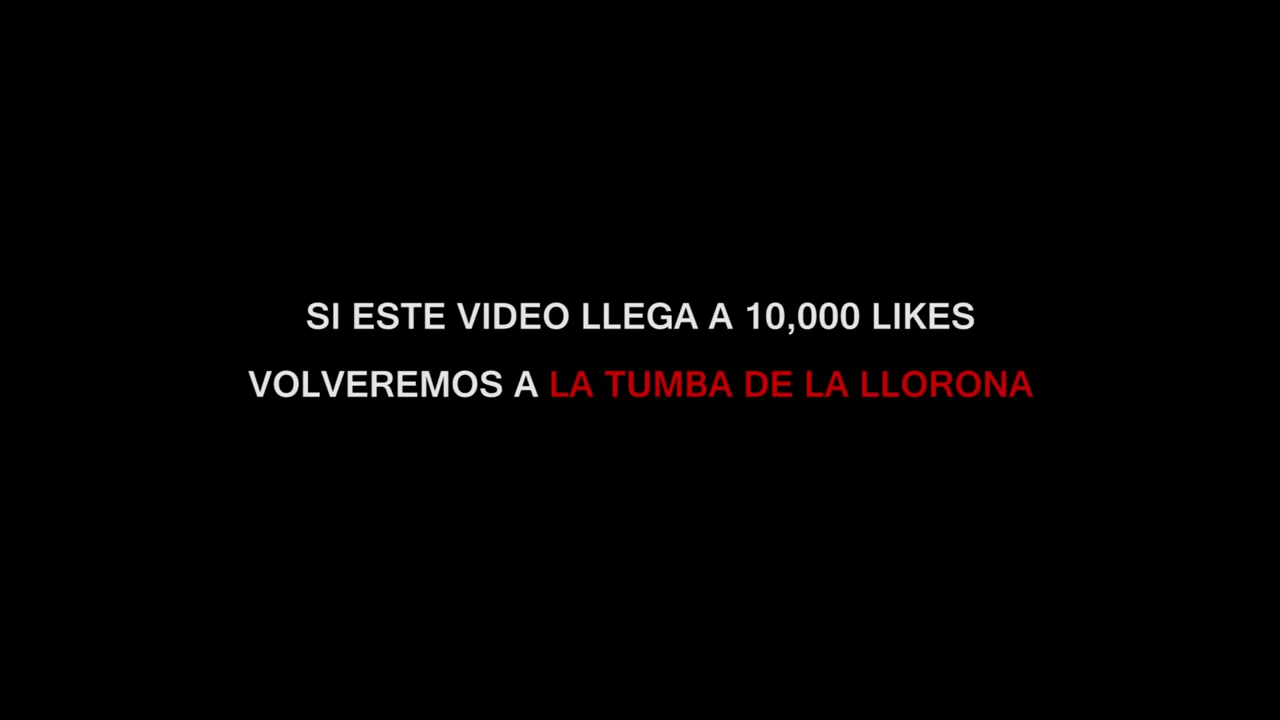 SI ESTE VIDEO LLEGA A 10,000 LIKES
VOLVEREMOS A LA TUMBA DE LA LLORONA